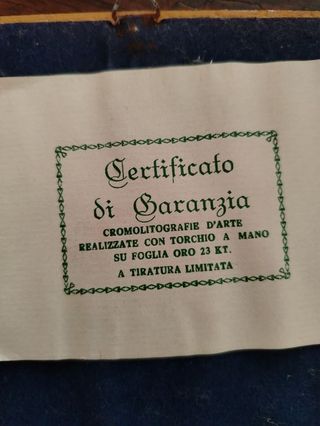 Certificato
di Garanzia
CROMOLITOGRAFIE D'ARTE
REALIZZATE CON TORCHIO A MANO
SU FOGLIA ORO 23 KT.
A TIRATURA LIMITATA